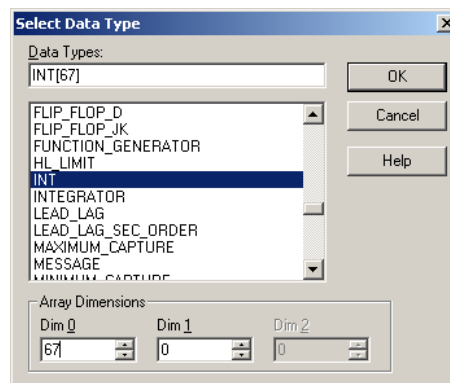 Select Data Type
Data Types:
INT[67]
OK
Cancel
Help
FLIP_FLOP_D
FLIP_FLOP_JK
FUNCTION_GENERATOR
HL_LIMIT
INT
INTEGRATOR
LEAD_LAG
LEAD_LAG_SEC_ORDER
MAXIMUM_CAPTURE
MESSAGE
MINIMUM_CAPTURE
Array Dimensions
Dim 0 Dim 1 Dim 2
67 0 0